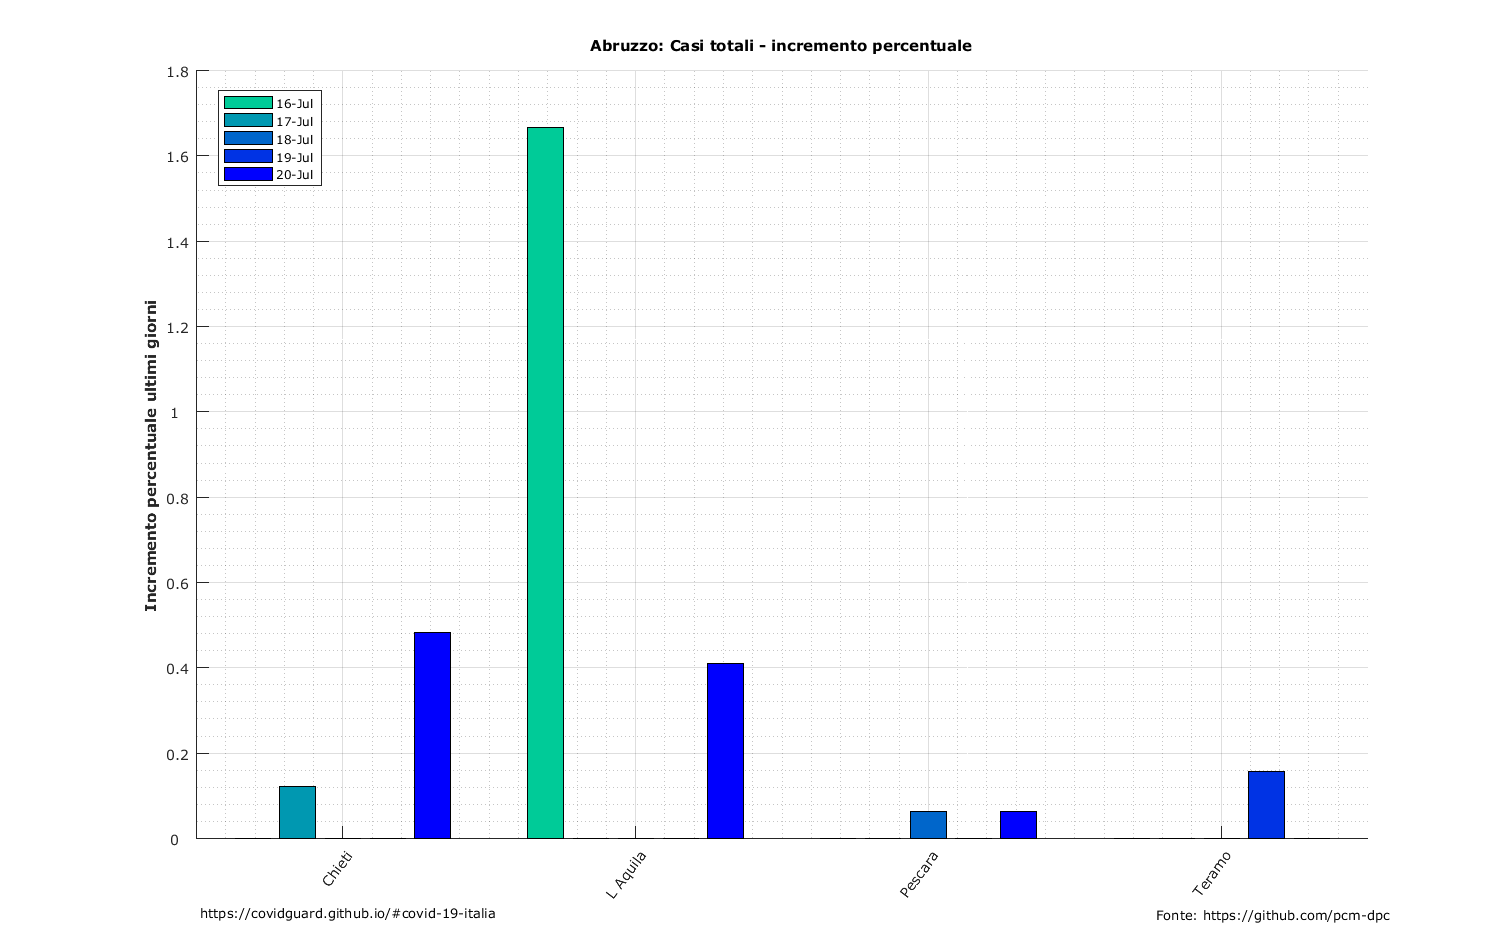 Abruzzo: Casi totali - incremento percentuale
1.8
1.6
1.4
1.2
1
0.8
0.6
0.4
0.2
0
Incremento percentuale ultimi giorni
16-Jul
17-Jul
18-Jul
19-Jul
20-Jul
Chieti
L Aquila
Pescara
Teramo
https://covidguard.github.io/#covid-19-italia
Fonte: https://github.com/pcm-dpc